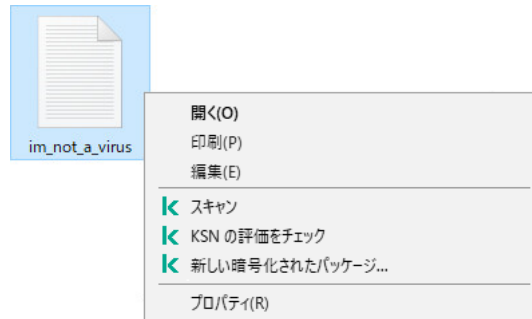 im_not_a_virus
開く(O)
印刷(P)
編集(E)
スキャン
KSN の評価をチェック
新しい暗号化されたパッケージ...
プロパティ(R)